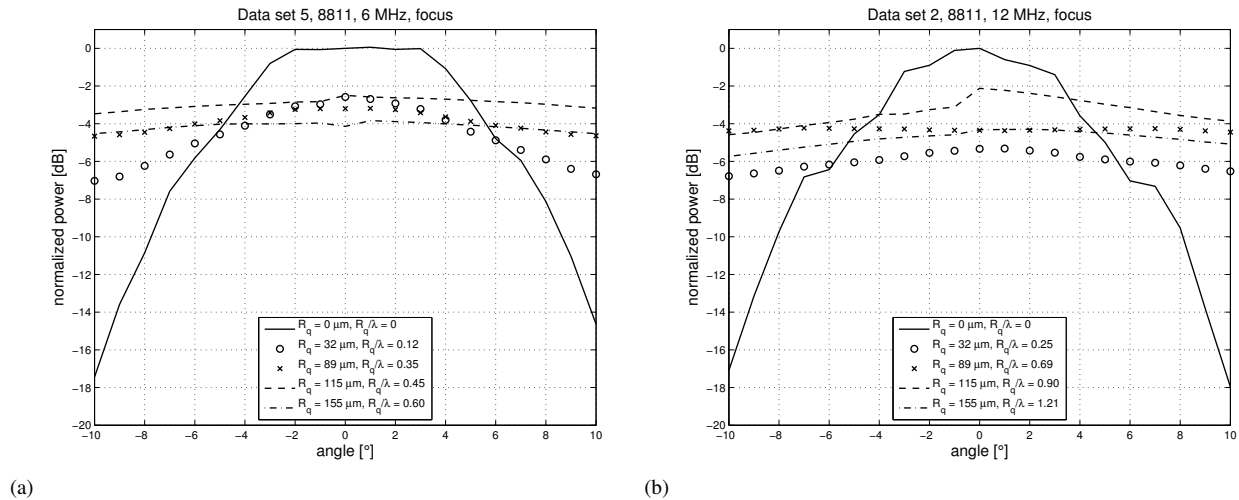 Data set 5, 8811, 6 MHz, focus
normalized power [dB]
0
−2
−4
−6
−8
−10
−12
−14
−16
−18
−20
R_q = 0 μm, R_q/λ = 0
R_q = 32 μm, R_q/λ = 0.12
R_q = 89 μm, R_q/λ = 0.35
R_q = 115 μm, R_q/λ = 0.45
R_q = 155 μm, R_q/λ = 0.60
−10 −8 −6 −4 −2 0 2 4 6 8 10
angle [°]
(a)
Data set 2, 8811, 12 MHz, focus
normalized power [dB]
0
−2
−4
−6
−8
−10
−12
−14
−16
−18
−20
R_q = 0 μm, R_q/λ = 0
R_q = 32 μm, R_q/λ = 0.25
R_q = 89 μm, R_q/λ = 0.69
R_q = 115 μm, R_q/λ = 0.90
R_q = 155 μm, R_q/λ = 1.21
−10 −8 −6 −4 −2 0 2 4 6 8 10
angle [°]
(b)